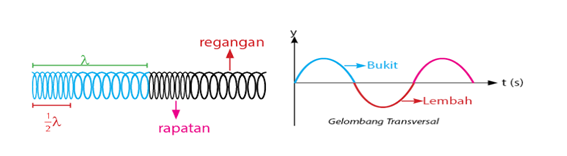 regangan
λ
½λ
rapatan
y
Bukit
t (s)
Lembah
Gelombang Transversal